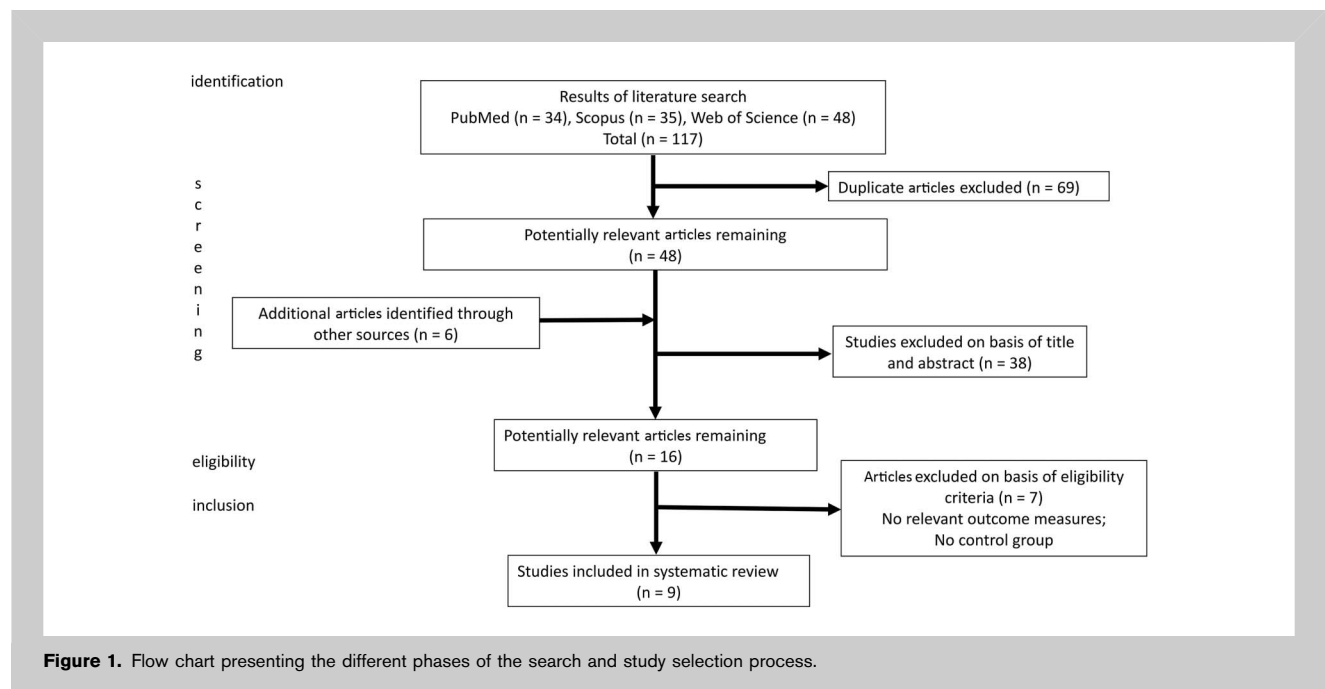 identification
Results of literature search
PubMed (n = 34), Scopus (n = 35), Web of Science (n = 48)
Total (n = 117)
screening
Duplicate articles excluded (n = 69)
Potentially relevant articles remaining
(n = 48)
Additional articles identified through
other sources (n = 6)
Studies excluded on basis of title
and abstract (n = 38)
Potentially relevant articles remaining
(n = 16)
eligibility
Articles excluded on basis of eligibility
criteria (n = 7)
No relevant outcome measures;
No control group
inclusion
Studies included in systematic review
(n = 9)
Figure 1. Flow chart presenting the different phases of the search and study selection process.